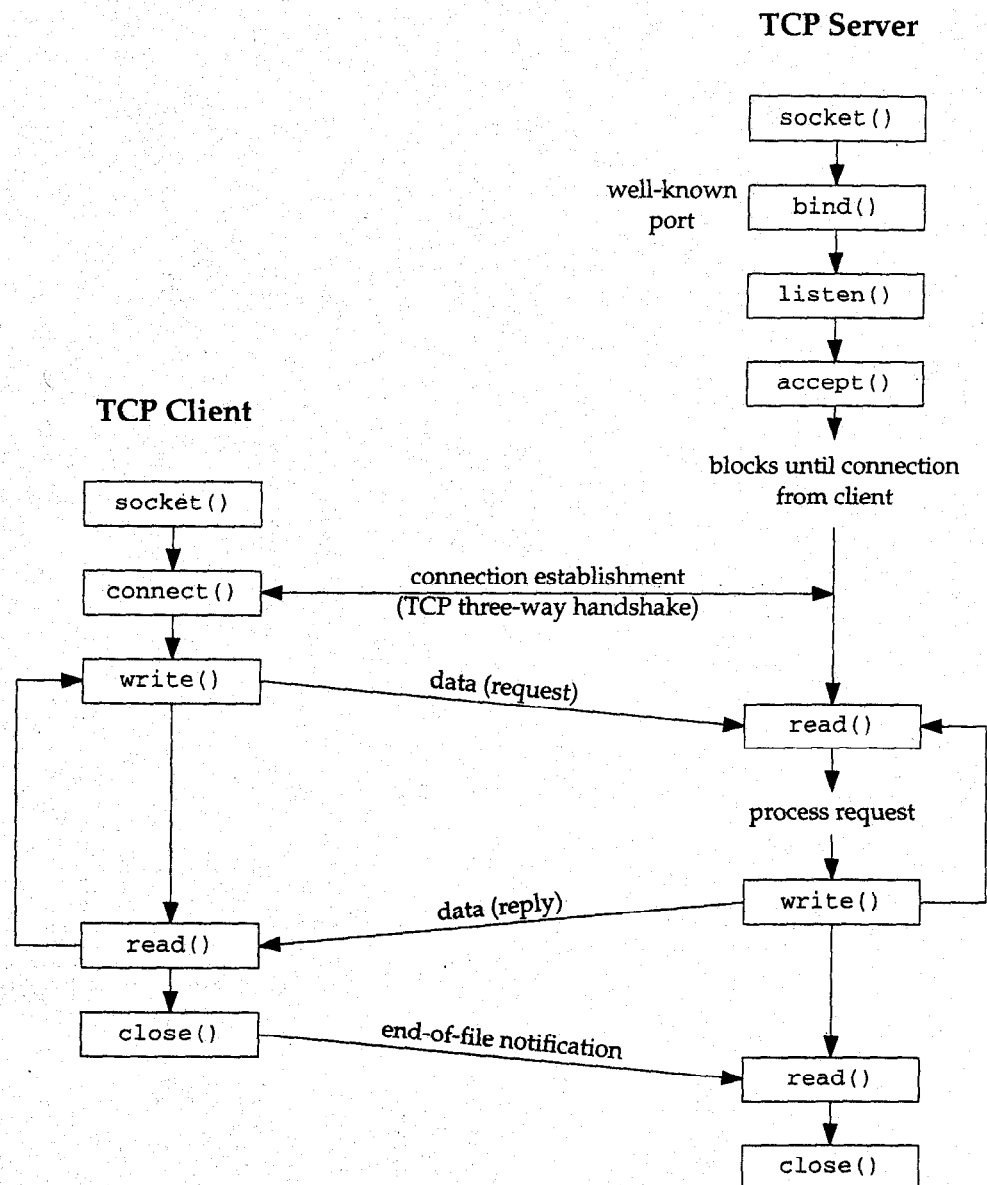 TCP Server
socket()
well-known
port
bind()
listen()
accept()
blocks until connection
from client
TCP Client
socket()
connect()
connection establishment
(TCP three-way handshake)
write()
data (request)
read()
process request
write()
data (reply)
read()
close()
end-of-file notification
read()
close()